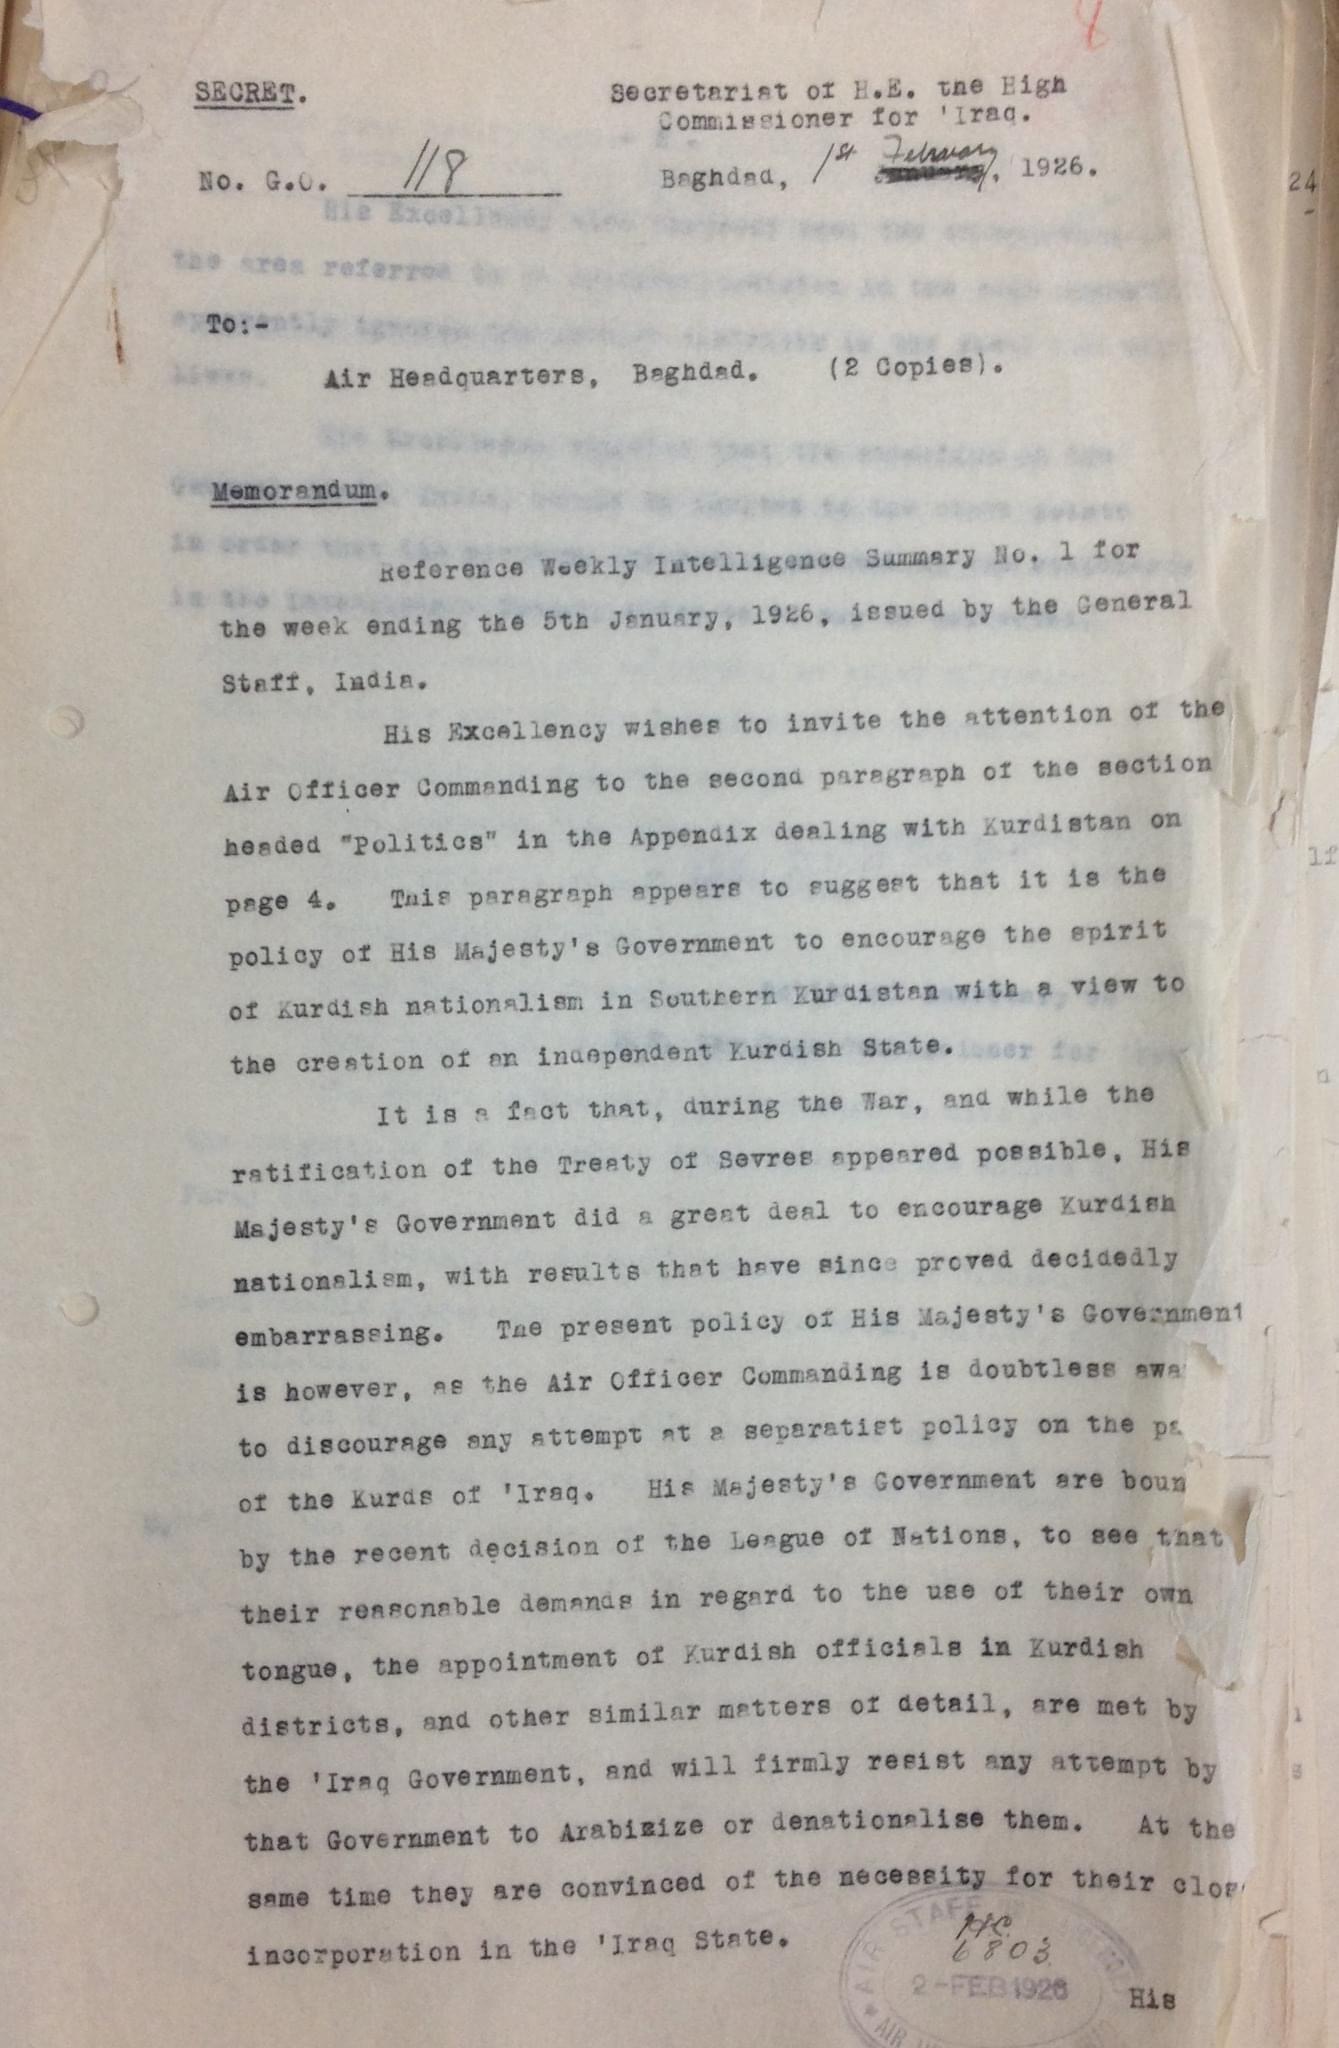 8
SECRET.
Secretariat of H.E. the High
Commissioner for 'Iraq.
No. G.O. 118
Baghdad, 1st February, 1926.
24
To:-
Air Headquarters, Baghdad. (2 Copies).
Memorandum.
Reference Weekly Intelligence Summary No. 1 for
the week ending the 5th January, 1926, issued by the General
Staff, India.
His Excellency wishes to invite the attention of the
Air Officer Commanding to the second paragraph of the section
headed "Politics" in the Appendix dealing with Kurdistan on
page 4. This paragraph appears to suggest that it is the
policy of His Majesty's Government to encourage the spirit
of Kurdish nationalism in Southern Kurdistan with a view to
the creation of an independent Kurdish State.
It is a fact that, during the War, and while the
ratification of the Treaty of Sevres appeared possible, His
Majesty's Government did a great deal to encourage Kurdish
nationalism, with results that have since proved decidedly
embarrassing. The present policy of His Majesty's Government
is however, as the Air Officer Commanding is doubtless awa
to discourage any attempt at a separatist policy on the pa
of the Kurds of 'Iraq. His Majesty's Government are boun
by the recent decision of the League of Nations, to see that
their reasonable demands in regard to the use of their own
tongue, the appointment of Kurdish officials in Kurdish
districts, and other similar matters of detail, are met by
the 'Iraq Government, and will firmly resist any attempt by
that Government to Arabizize or denationalise them. At the
same time they are convinced of the necessity for their clos
incorporation in the 'Iraq State.
AIR STAFF
6803
2-FEB 1926
AIR
His